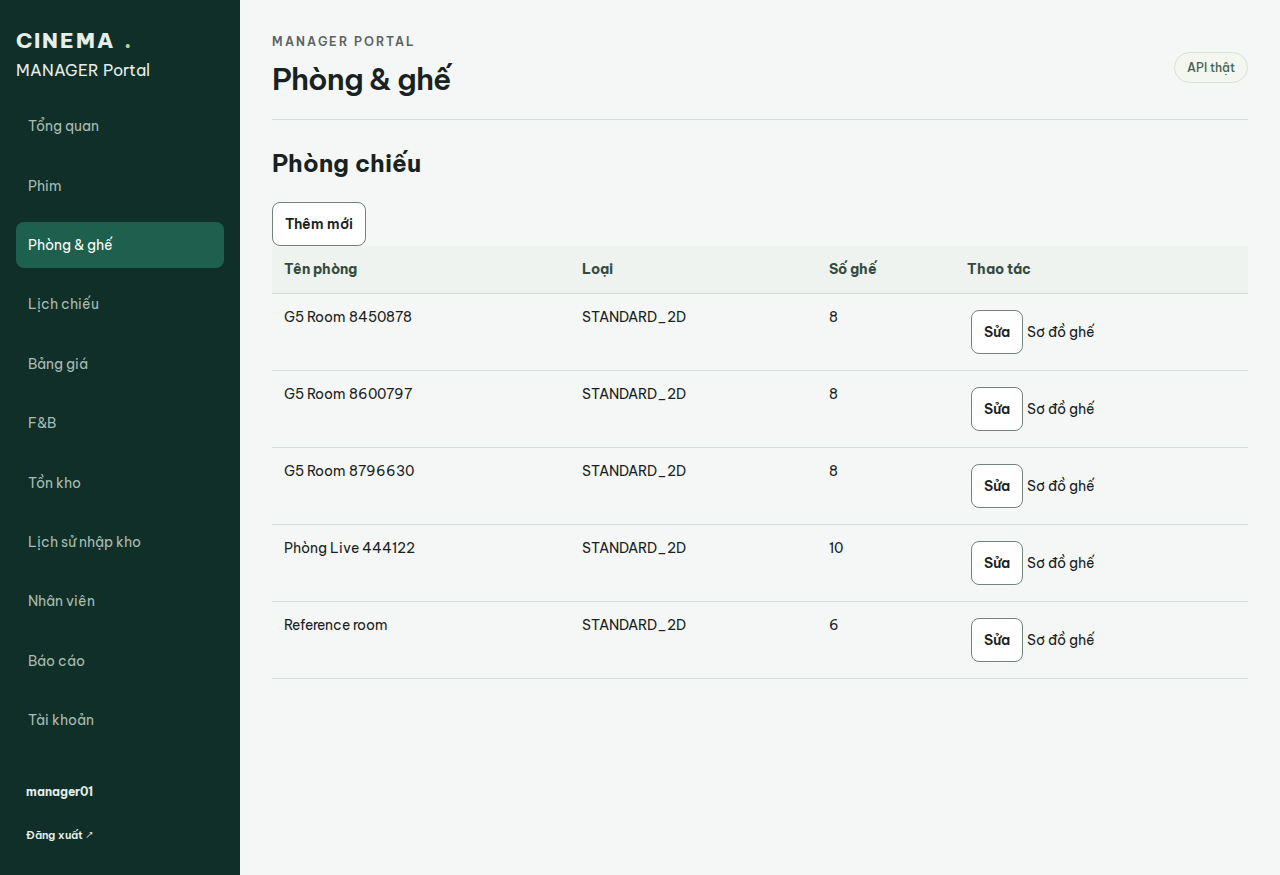 CINEMA .
MANAGER Portal
Tổng quan
Phim
Phòng & ghế
Lịch chiếu
Bảng giá
F&B
Tồn kho
Lịch sử nhập kho
Nhân viên
Báo cáo
Tài khoản
manager01
Đăng xuất ↗
MANAGER PORTAL
Phòng & ghế
API thật
Phòng chiếu
Thêm mới
Tên phòng Loại Số ghế Thao tác
G5 Room 8450878 STANDARD_2D 8 Sửa Sơ đồ ghế
G5 Room 8600797 STANDARD_2D 8 Sửa Sơ đồ ghế
G5 Room 8796630 STANDARD_2D 8 Sửa Sơ đồ ghế
Phòng Live 444122 STANDARD_2D 10 Sửa Sơ đồ ghế
Reference room STANDARD_2D 6 Sửa Sơ đồ ghế